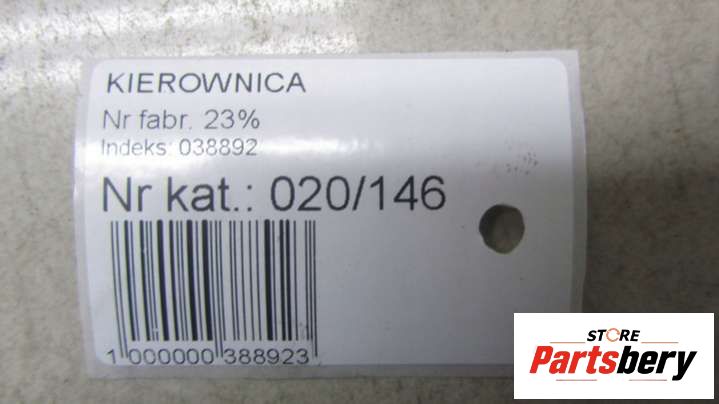 KIEROWNICA
Nr fabr. 23%
Indeks: 038892
Nr kat.: 020/146
1 000000 388923
STORE
Partsbery